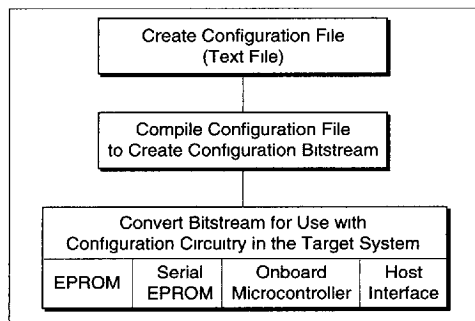 Create Configuration File
(Text File)
Compile Configuration File
to Create Configuration Bitstream
Convert Bitstream for Use with
Configuration Circuitry in the Target System
EPROM
Serial
EPROM
Onboard
Microcontroller
Host
Interface